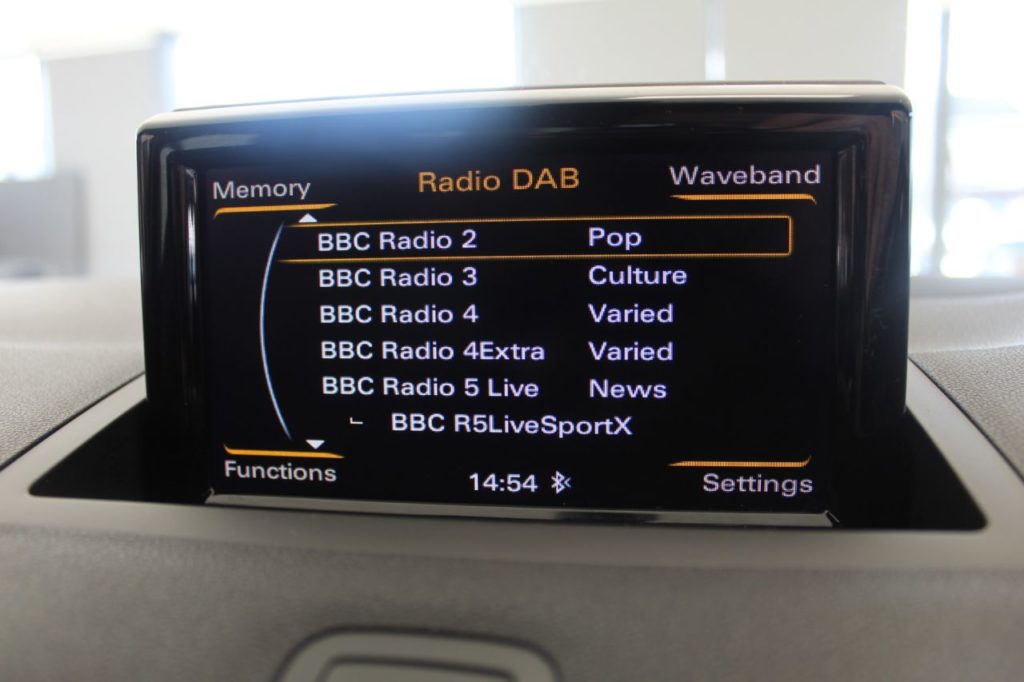 Memory Radio DAB Waveband
BBC Radio 2 Pop
BBC Radio 3 Culture
BBC Radio 4 Varied
BBC Radio 4Extra Varied
BBC Radio 5 Live News
BBC R5LiveSportX
Functions 14:54 Settings